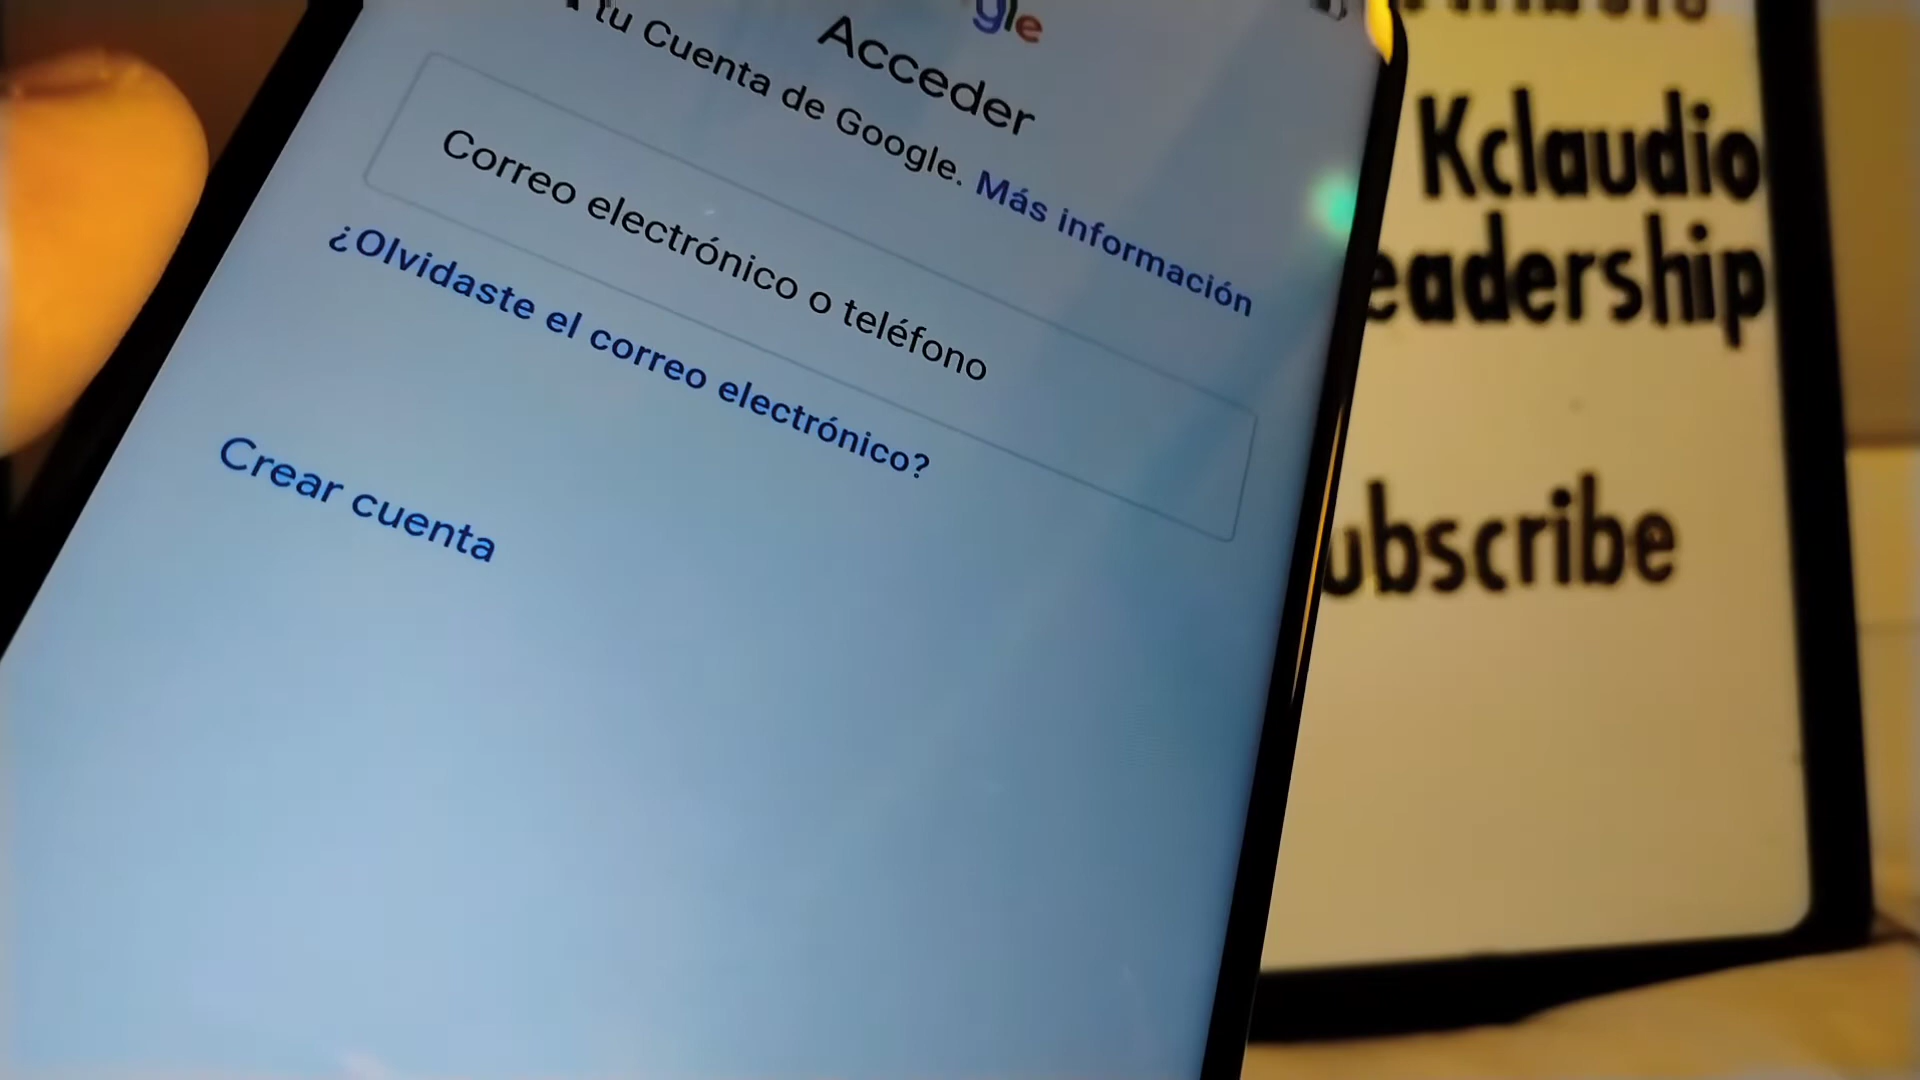 gle
Acceder
tu Cuenta de Google. Más información
Correo electrónico o teléfono
¿Olvidaste el correo electrónico?
Crear cuenta
Kclaudio
eadership
ubscribe